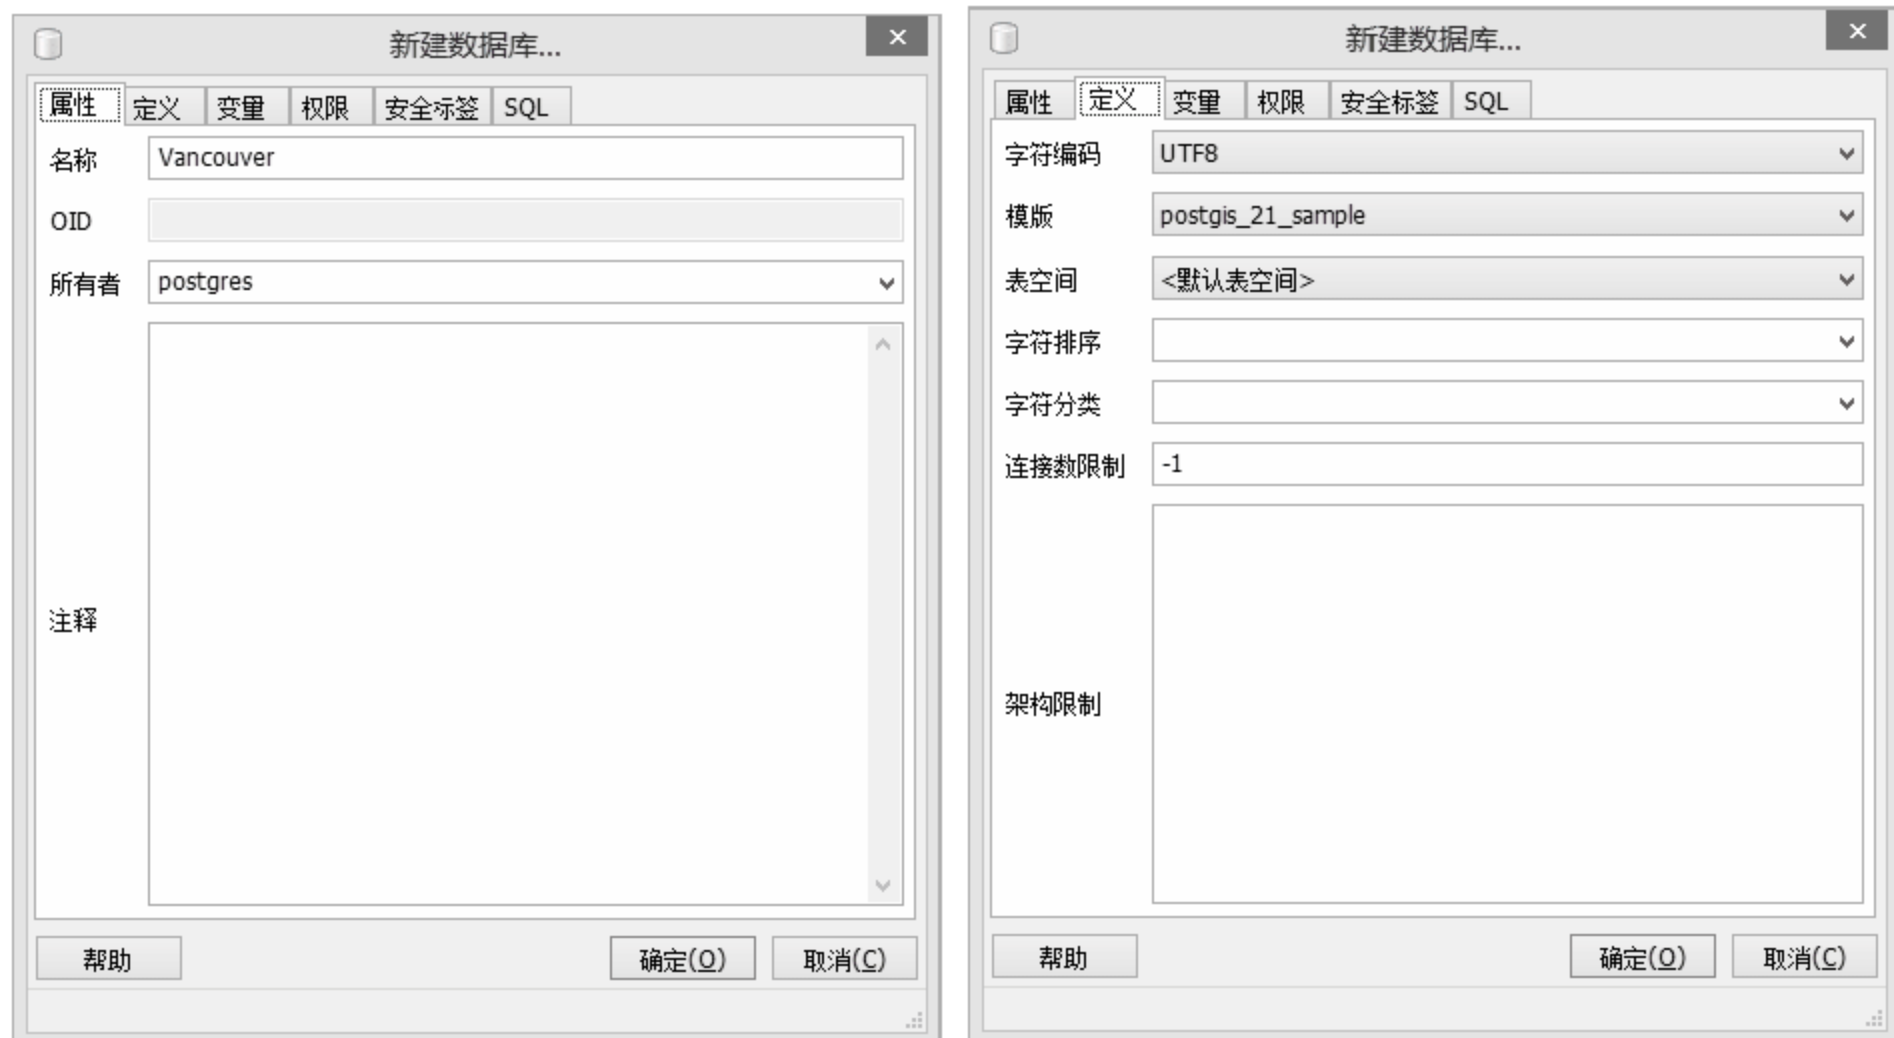 新建数据库...
×
属性 定义 变量 权限 安全标签 SQL
名称 Vancouver
OID
所有者 postgres
注释
帮助 确定(O) 取消(C)
新建数据库...
×
属性 定义 变量 权限 安全标签 SQL
字符编码 UTF8
模版 postgis_21_sample
表空间 <默认表空间>
字符排序
字符分类
连接数限制 -1
架构限制
帮助 确定(O) 取消(C)